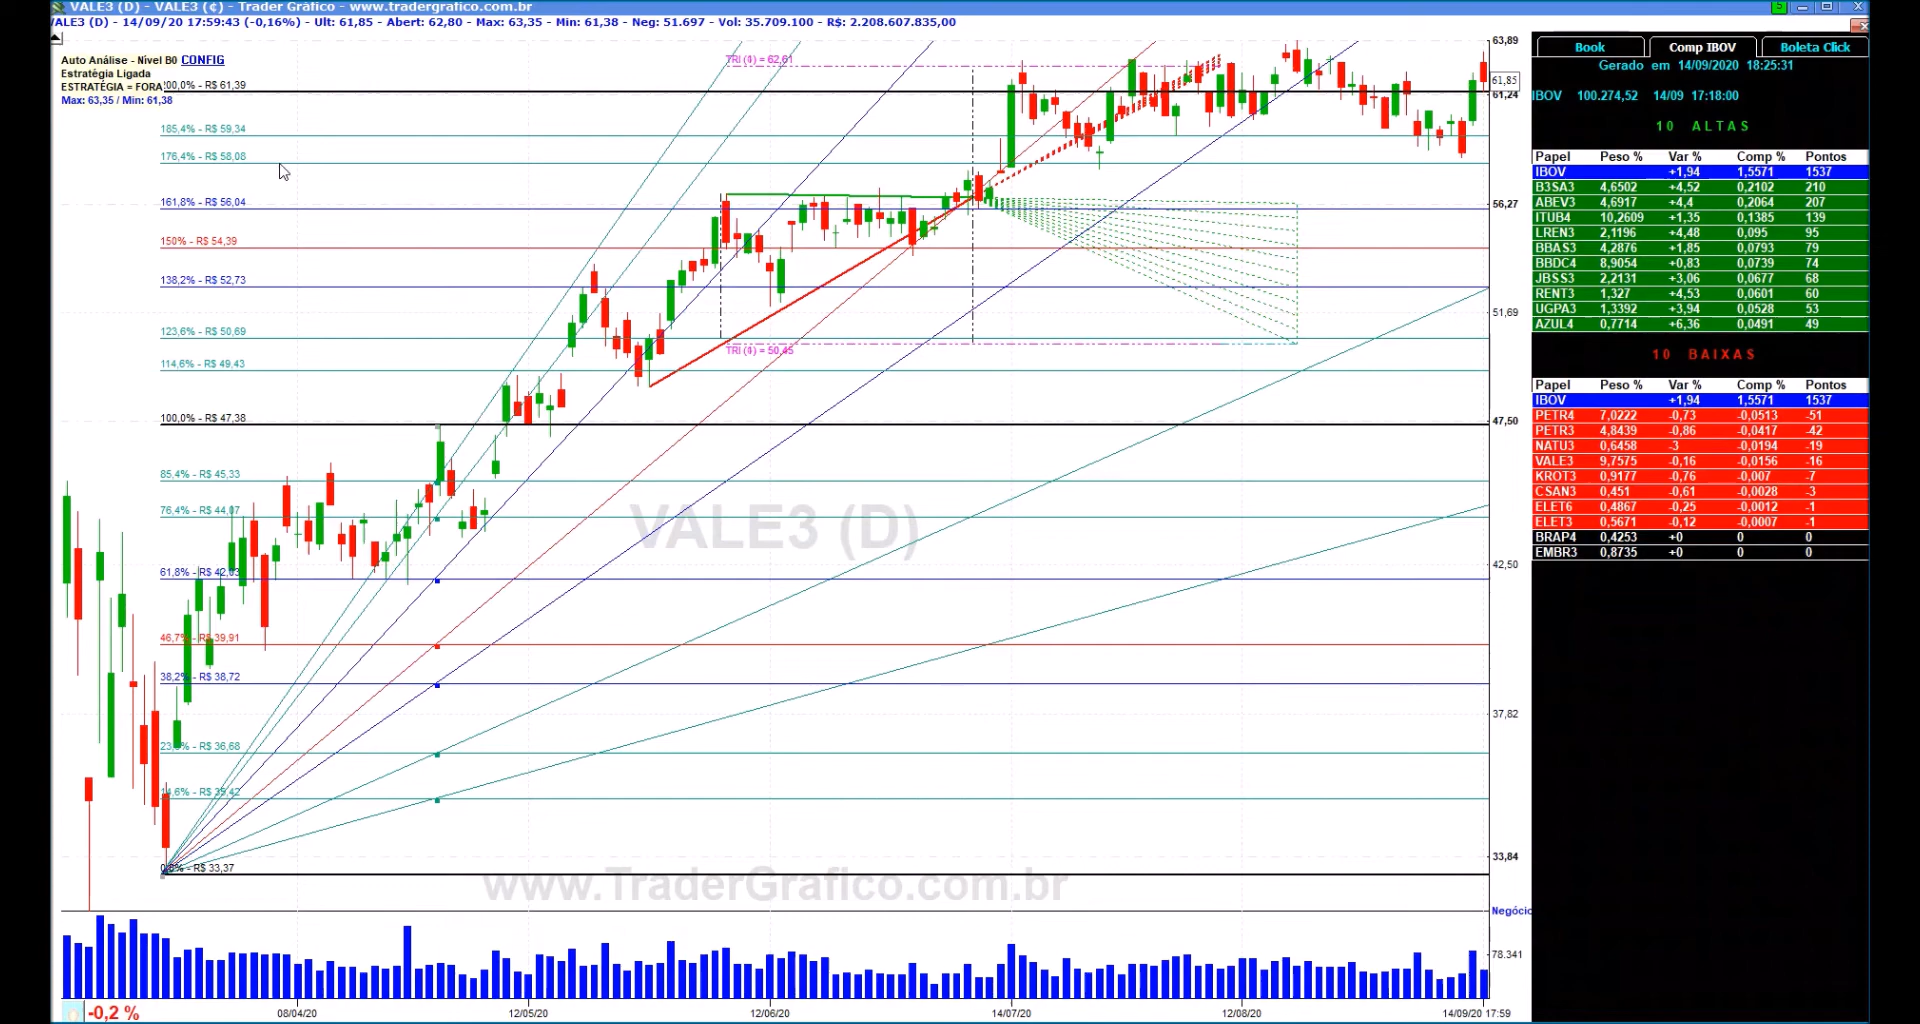 VALE3 (D) - VALE3 (¢) - Trader Gráfico - www.tradergrafico.com.br
VALE3 (D) - 14/09/20 17:59:43 (-0,16%) - Ult: 61,85 - Abert: 62,80 - Max: 63,35 - Min: 61,38 - Neg: 51.697 - Vol: 35.709.100 - R$: 2.208.607.835,00
Auto Análise - Nível B0 CONFIG
Estratégia Ligada
ESTRATÉGIA = FORA
Max: 63,35 / Min: 61,38
200,0% - R$ 61,39
185,4% - R$ 59,34
176,4% - R$ 58,08
161,8% - R$ 56,04
150% - R$ 54,39
138,2% - R$ 52,73
123,6% - R$ 50,69
114,6% - R$ 49,43
100,0% - R$ 47,38
85,4% - R$ 45,33
76,4% - R$ 44,07
61,8% - R$ 42,03
46,7% - R$ 39,91
38,2% - R$ 38,72
23,6% - R$ 36,68
14,6% - R$ 35,42
0,0% - R$ 33,37
TRI (¢) = 62,61
TRI (¢) = 50,45
VALE3 (D)
www.TraderGrafico.com.br
63,89
61,85
61,24
56,27
51,69
47,50
42,50
37,82
33,84
Negócio
78.341
-0,2 %
08/04/20
12/05/20
12/06/20
14/07/20
12/08/20
14/09/20 17:59
5
Book Comp IBOV Boleta Click
Gerado em 14/09/2020 18:25:31
IBOV 100.274,52 14/09 17:18:00
10 ALTAS
Papel Peso % Var % Comp % Pontos
IBOV +1,94 1,5571 1537
B3SA3 4,6502 +4,52 0,2102 210
ABEV3 4,6917 +4,4 0,2064 207
ITUB4 10,2609 +1,35 0,1385 139
LREN3 2,1196 +4,48 0,095 95
BBAS3 4,2876 +1,85 0,0793 79
BBDC4 8,9054 +0,83 0,0739 74
JBSS3 2,2131 +3,06 0,0677 68
RENT3 1,327 +4,53 0,0601 60
UGPA3 1,3392 +3,94 0,0528 53
AZUL4 0,7714 +6,36 0,0491 49
10 BAIXAS
Papel Peso % Var % Comp % Pontos
IBOV +1,94 1,5571 1537
PETR4 7,0222 -0,73 -0,0513 -51
PETR3 4,8439 -0,86 -0,0417 -42
NATU3 0,6458 -3 -0,0194 -19
VALE3 9,7575 -0,16 -0,0156 -16
KROT3 0,9177 -0,76 -0,007 -7
CSAN3 0,451 -0,61 -0,0028 -3
ELET6 0,4867 -0,25 -0,0012 -1
ELET3 0,5671 -0,12 -0,0007 -1
BRAP4 0,4253 +0 0 0
EMBR3 0,8735 +0 0 0